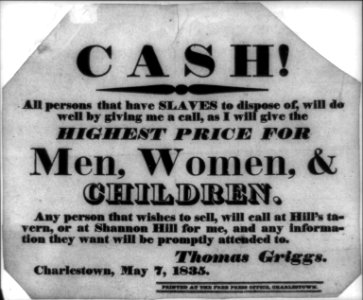 CASH!
All persons that have SLAVES to dispose of, will do
well by giving me a call, as I will give the
HIGHEST PRICE FOR
Men, Women, &
CHILDREN.
Any person that wishes to sell, will call at Hill's ta-
vern, or at Shannon Hill for me, and any informa-
tion they want will be promptly attended to.
Thomas Griggs.
Charlestown, May 7, 1835.
PRINTED AT THE FREE PRESS OFFICE, CHARLESTOWN.